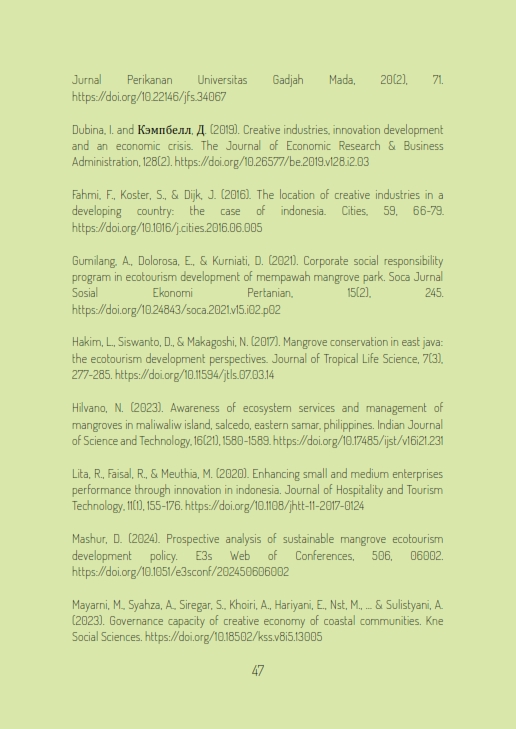 Jurnal Perikanan Universitas Gadjah Mada, 20(2), 71.
https://doi.org/10.22146/jfs.34067
Dubina, I. and Кэмпбелл, Д. (2019). Creative industries, innovation development
and an economic crisis. The Journal of Economic Research & Business
Administration, 128(2). https://doi.org/10.26577/be.2019.v128.i2.03
Fahmi, F., Koster, S., & Dijk, J. (2016). The location of creative industries in a
developing country: the case of indonesia. Cities, 59, 66-79.
https://doi.org/10.1016/j.cities.2016.06.005
Gumilang, A., Dolorosa, E., & Kurniati, D. (2021). Corporate social responsibility
program in ecotourism development of mempawah mangrove park. Soca Jurnal
Sosial Ekonomi Pertanian, 15(2), 245.
https://doi.org/10.24843/soca.2021.v15.i02.p02
Hakim, L., Siswanto, D., & Makagoshi, N. (2017). Mangrove conservation in east java:
the ecotourism development perspectives. Journal of Tropical Life Science, 7(3),
277-285. https://doi.org/10.11594/jtls.07.03.14
Hilvano, N. (2023). Awareness of ecosystem services and management of
mangroves in maliwaliw island, salcedo, eastern samar, philippines. Indian Journal
of Science and Technology, 16(21), 1580-1589. https://doi.org/10.17485/ijst/v16i21.231
Lita, R., Faisal, R., & Meuthia, M. (2020). Enhancing small and medium enterprises
performance through innovation in indonesia. Journal of Hospitality and Tourism
Technology, 11(1), 155-176. https://doi.org/10.1108/jhtt-11-2017-0124
Mashur, D. (2024). Prospective analysis of sustainable mangrove ecotourism
development policy. E3s Web of Conferences, 506, 06002.
https://doi.org/10.1051/e3sconf/202450606002
Mayarni, M., Syahza, A., Siregar, S., Khoiri, A., Hariyani, E., Nst, M., … & Sulistyani, A.
(2023). Governance capacity of creative economy of coastal communities. Kne
Social Sciences. https://doi.org/10.18502/kss.v8i5.13005
47